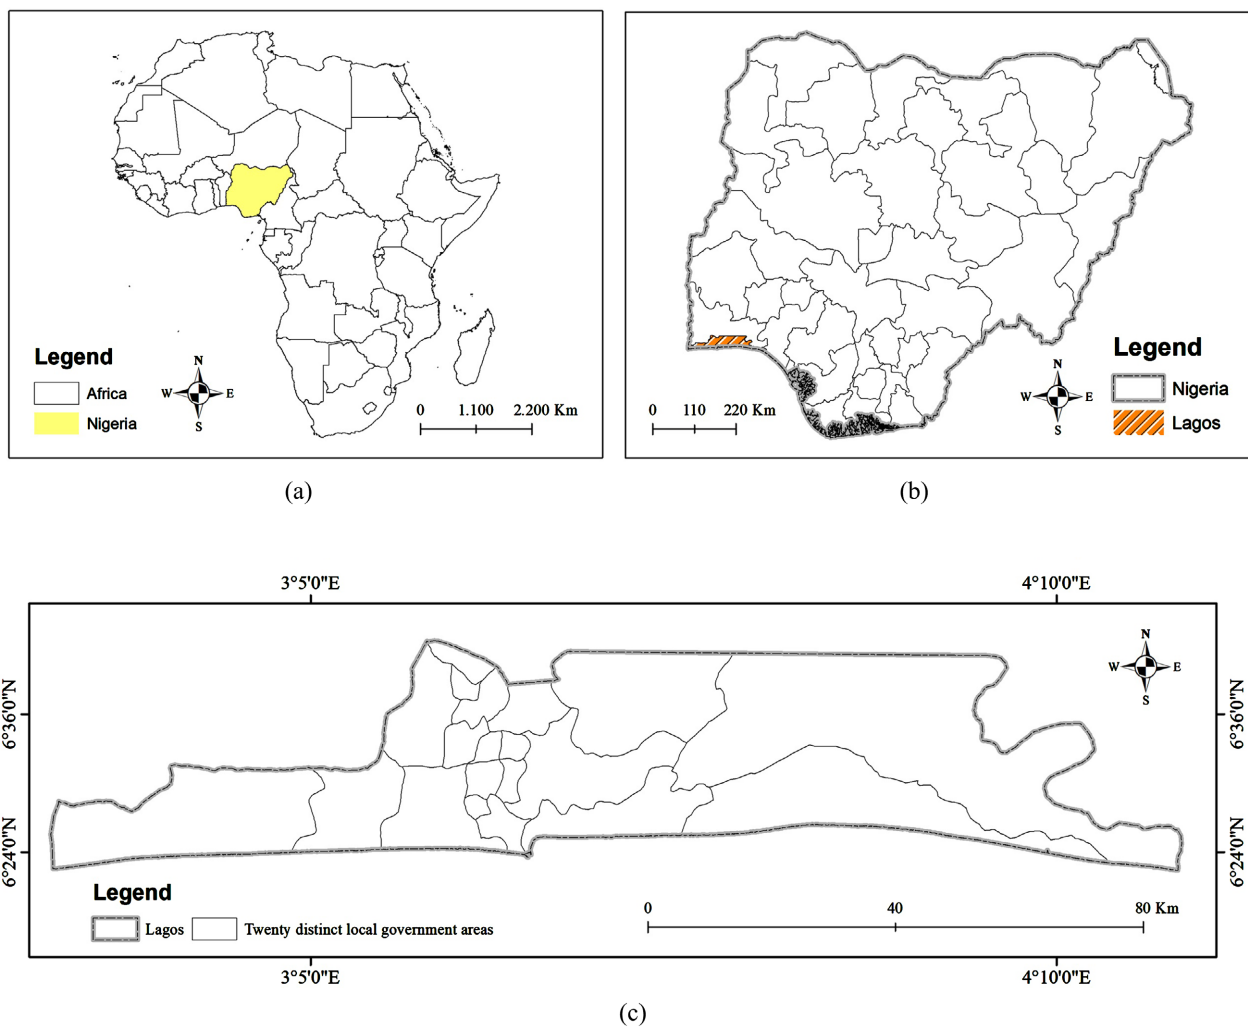 Legend
Africa
Nigeria
N
W E
S
0 1.100 2.200 Km
Legend
Nigeria
Lagos
N
W E
S
0 110 220 Km
(a)
(b)
3°5'0"E 4°10'0"E
N
W E
S
6°36'0"N 6°36'0"N
6°24'0"N 6°24'0"N
Legend
Lagos Twenty distinct local government areas
0 40 80 Km
3°5'0"E 4°10'0"E
(c)